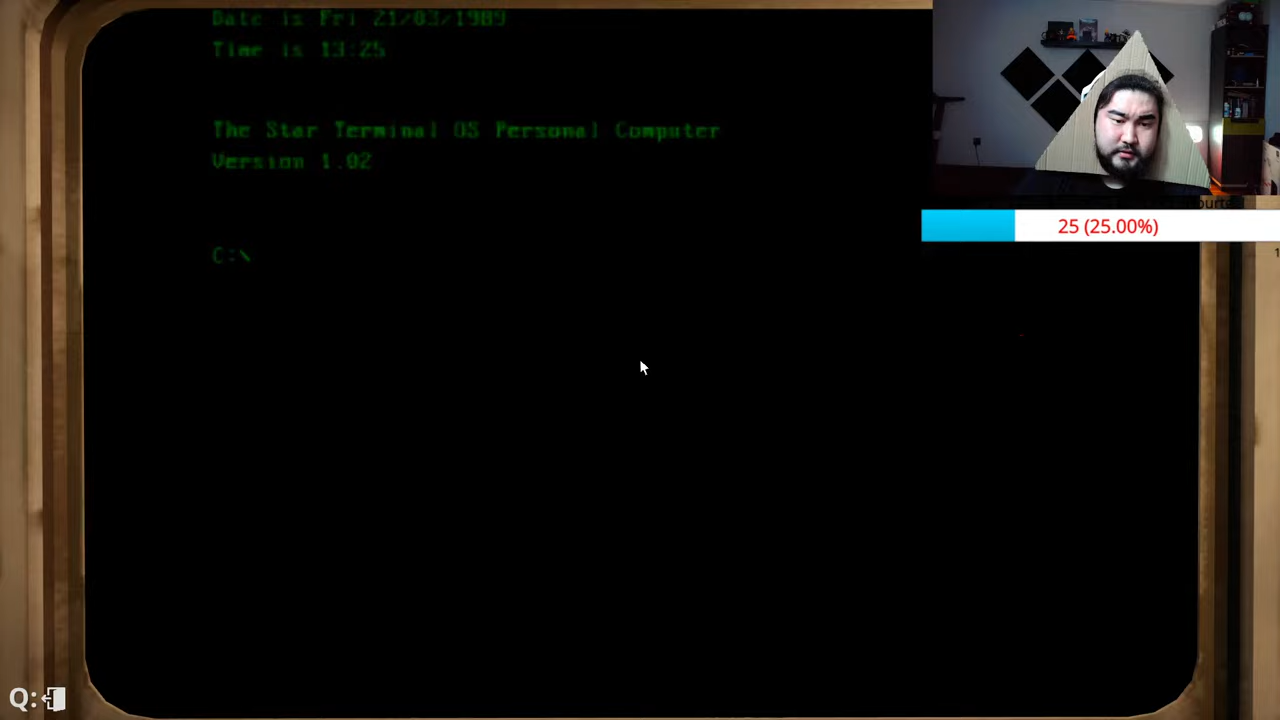 Date is Fri 21/03/1989
Time is 13:25
The Star Terminal OS Personal Computer
Version 1.02
C:\
25 (25.00%)
Q: